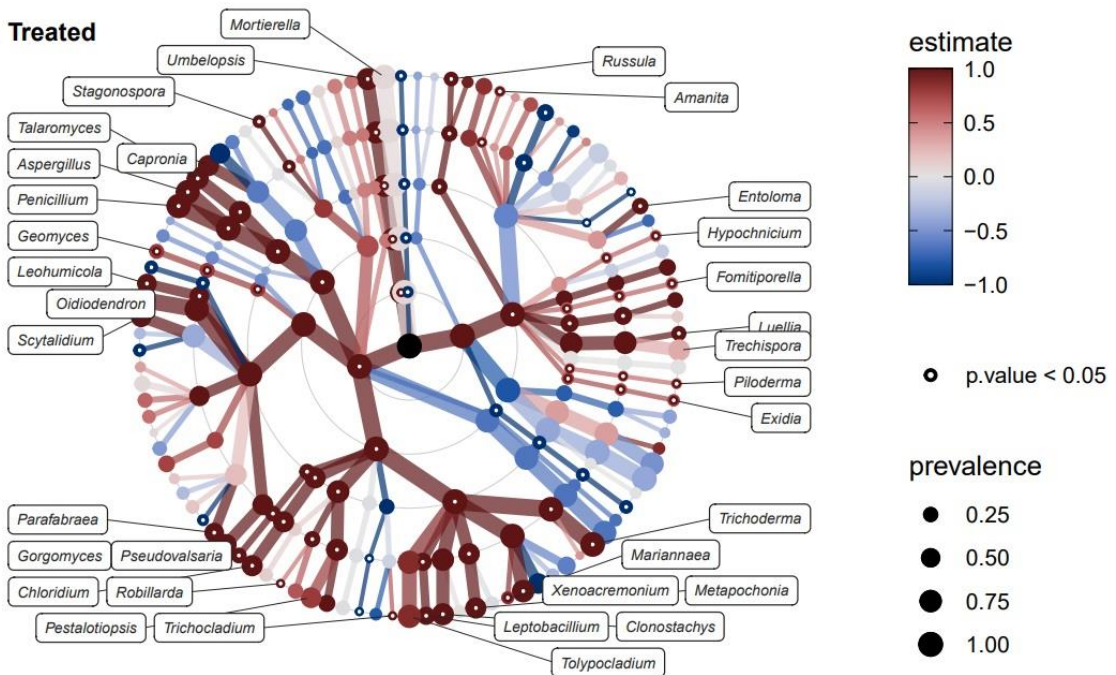 Treated
Mortierella
Umbelopsis
Stagonospora
Talaromyces
Capronia
Aspergillus
Penicillium
Geomyces
Leohumicola
Oidiodendron
Scytalidium
Parafabraea
Gorgomyces Pseudovalsaria
Chloridium Robillarda
Pestalotiopsis Trichocladium
Russula
Amanita
Entoloma
Hypochnicium
Fomitiporella
Luellia
Trechispora
Piloderma
Exidia
Trichoderma
Mariannaea
Xenoacremonium Metapochonia
Leptobacillium Clonostachys
Tolypocladium
estimate
1.0
0.5
0.0
−0.5
−1.0
p.value < 0.05
prevalence
0.25
0.50
0.75
1.00